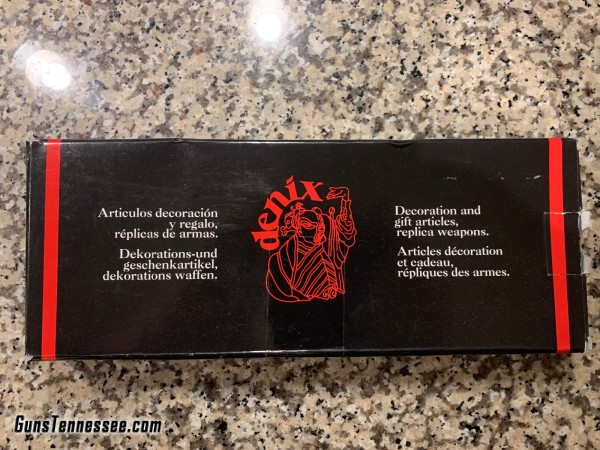 Articulos decoración
y regalo,
réplicas de armas.
Dekorations-und
geschenkartikel,
dekorations waffen.
denix
Decoration and
gift articles,
replica weapons.
Articles décoration
et cadeau,
répliques des armes.
GunsTennessee.com